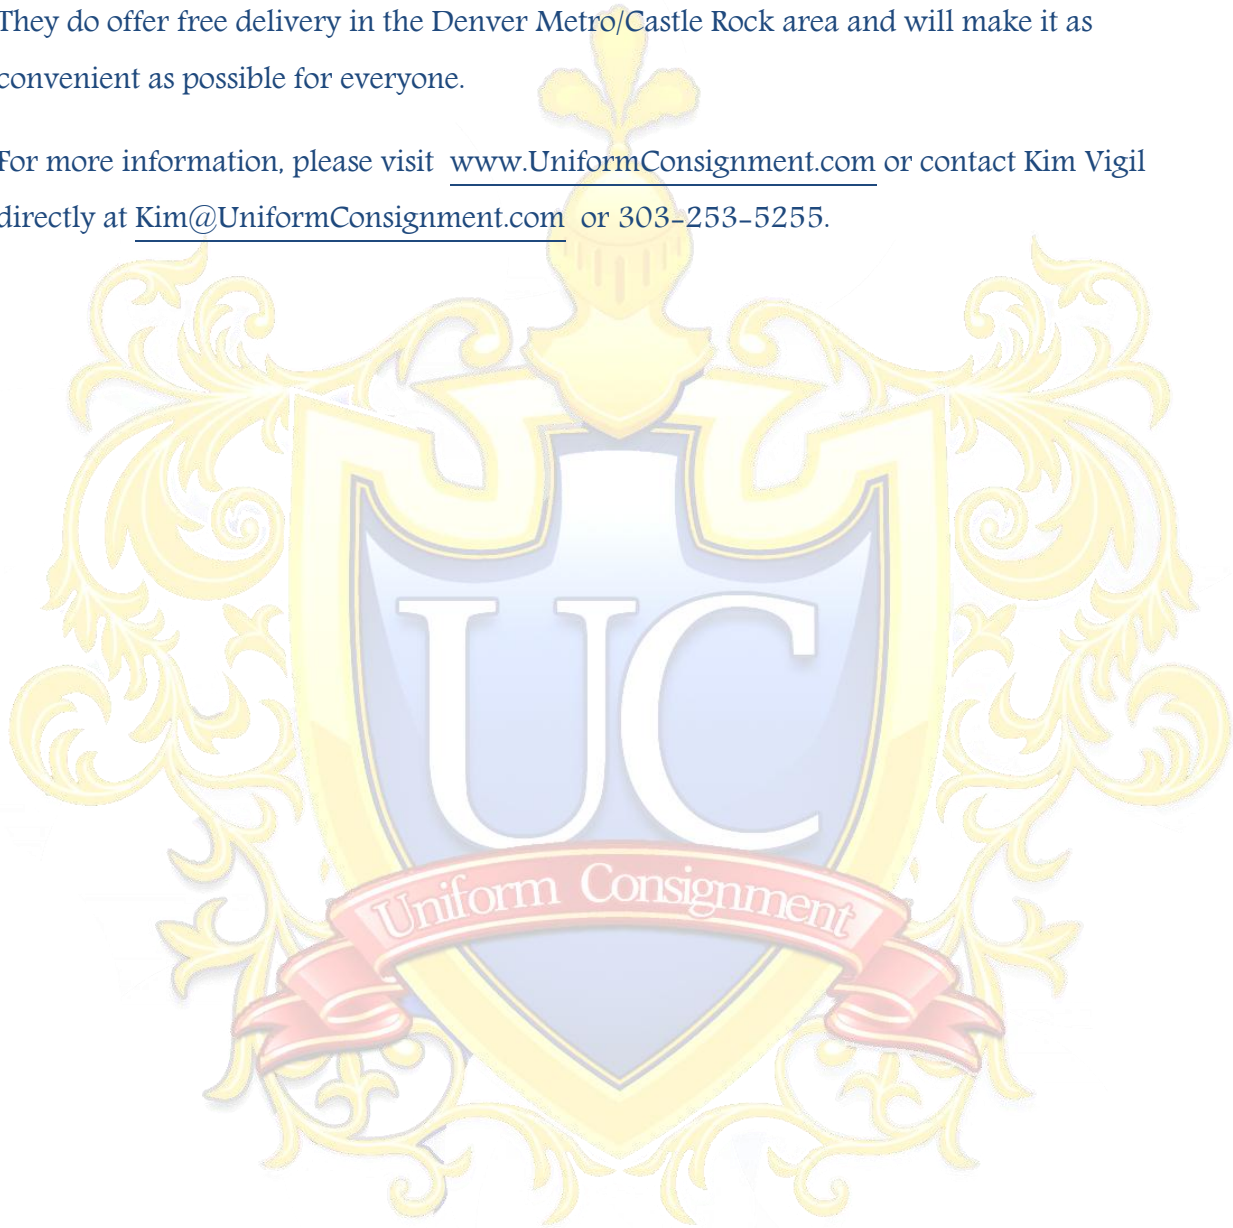 They do offer free delivery in the Denver Metro/Castle Rock area and will make it as
convenient as possible for everyone.
For more information, please visit www.UniformConsignment.com or contact Kim Vigil
directly at Kim@UniformConsignment.com or 303-253-5255.
UC
Uniform Consignment